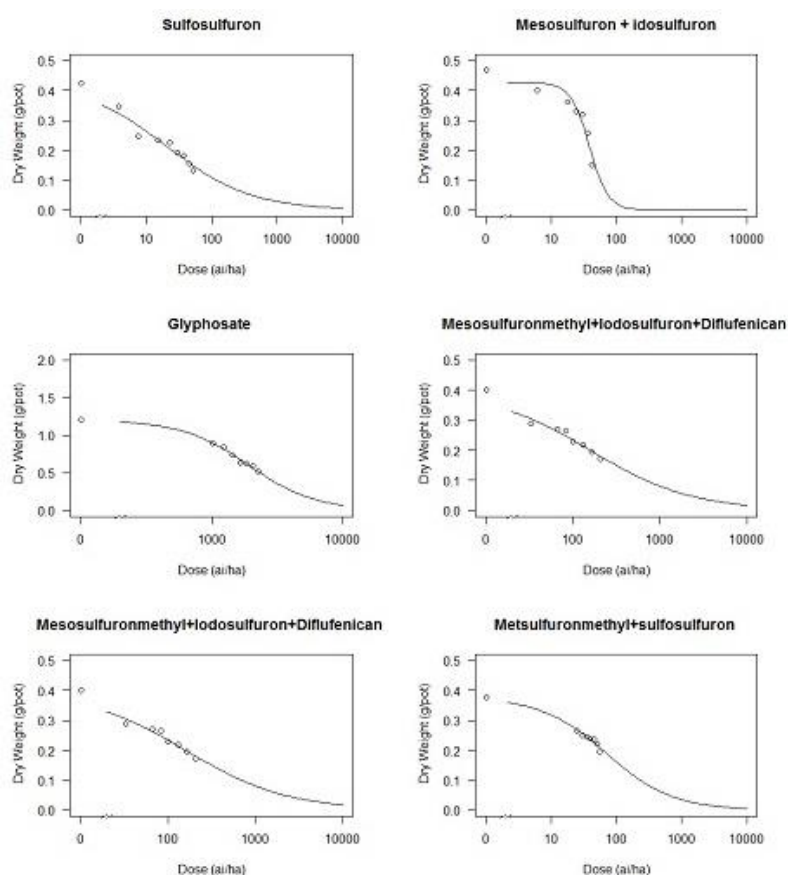 Sulfosulfuron
Dry Weight (g/pot)
0.5
0.4
0.3
0.2
0.1
0.0
0 10 100 1000 10000
Dose (ai/ha)
Mesosulfuron + idosulfuron
Dry Weight (g/pot)
0.5
0.4
0.3
0.2
0.1
0.0
0 10 100 1000 10000
Dose (ai/ha)
Glyphosate
Dry Weight (g/pot)
2.0
1.5
1.0
0.5
0.0
0 1000 10000
Dose (ai/ha)
Mesosulfuronmethyl+Iodosulfuron+Diflufenican
Dry Weight (g/pot)
0.5
0.4
0.3
0.2
0.1
0.0
0 100 1000 10000
Dose (ai/ha)
Mesosulfuronmethyl+Iodosulfuron+Diflufenican
Dry Weight (g/pot)
0.5
0.4
0.3
0.2
0.1
0.0
0 100 1000 10000
Dose (ai/ha)
Metsulfuronmethyl+sulfosulfuron
Dry Weight (g/pot)
0.5
0.4
0.3
0.2
0.1
0.0
0 10 100 1000 10000
Dose (ai/ha)